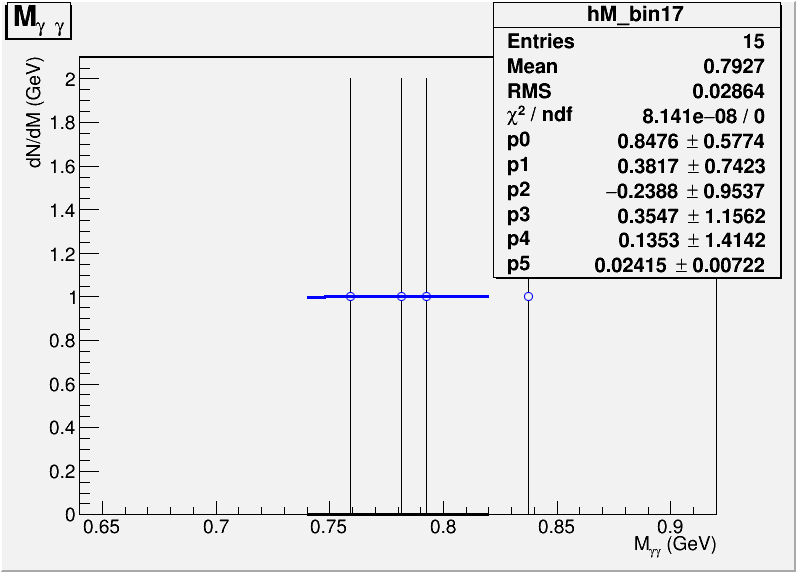 M_γ γ
hM_bin17
Entries 15
Mean 0.7927
RMS 0.02864
χ² / ndf 8.141e−08 / 0
p0 0.8476 ± 0.5774
p1 0.3817 ± 0.7423
p2 −0.2388 ± 0.9537
p3 0.3547 ± 1.1562
p4 0.1353 ± 1.4142
p5 0.02415 ± 0.00722
dN/dM (GeV)
2
1.8
1.6
1.4
1.2
1
0.8
0.6
0.4
0.2
0
0.65 0.7 0.75 0.8 0.85 0.9
M_γγ (GeV)